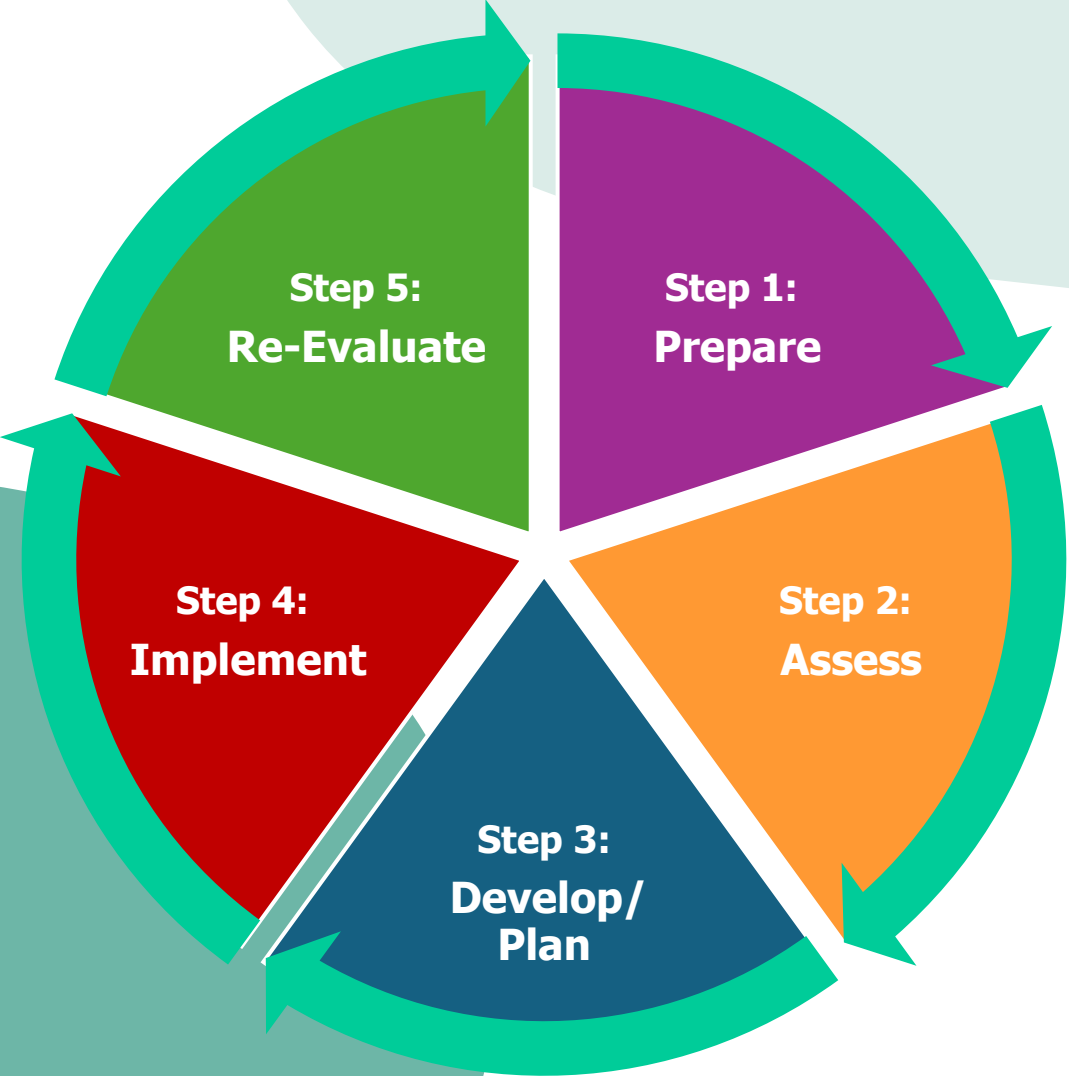 Step 1:
Prepare
Step 2:
Assess
Step 3:
Develop/
Plan
Step 4:
Implement
Step 5:
Re-Evaluate